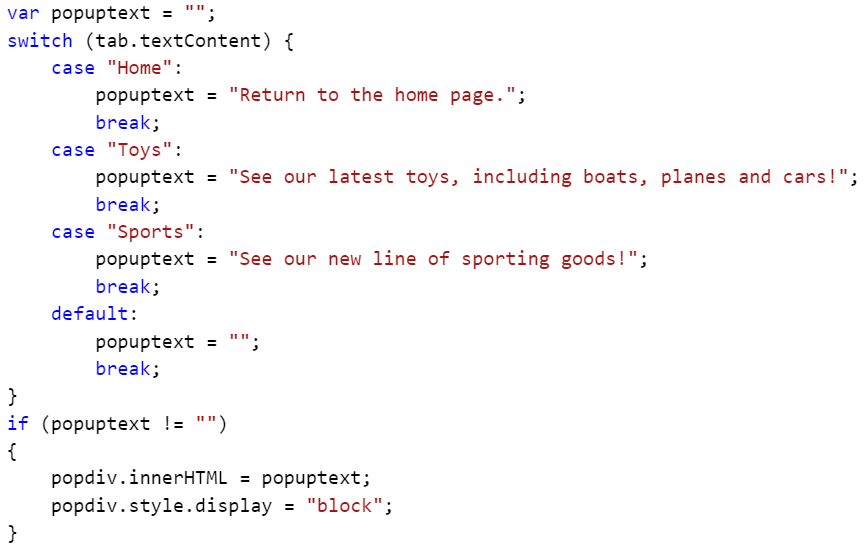 var popuptext = "";
switch (tab.textContent) {
    case "Home":
        popuptext = "Return to the home page.";
        break;
    case "Toys":
        popuptext = "See our latest toys, including boats, planes and cars!";
        break;
    case "Sports":
        popuptext = "See our new line of sporting goods!";
        break;
    default:
        popuptext = "";
        break;
}
if (popuptext != "")
{
    popdiv.innerHTML = popuptext;
    popdiv.style.display = "block";
}